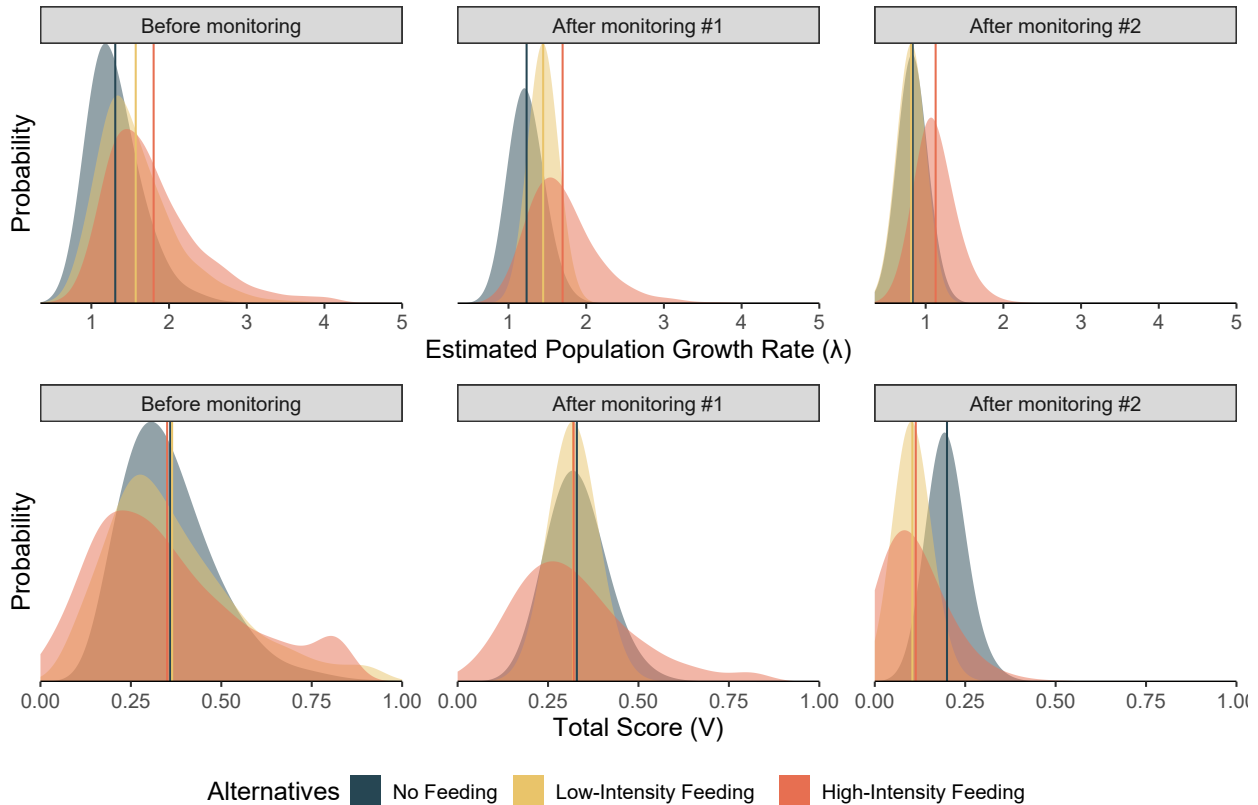 Before monitoring
After monitoring #1
After monitoring #2
Probability
1 2 3 4 5
1 2 3 4 5
1 2 3 4 5
Estimated Population Growth Rate (λ)
Before monitoring
After monitoring #1
After monitoring #2
Probability
0.00 0.25 0.50 0.75 1.00
0.00 0.25 0.50 0.75 1.00
0.00 0.25 0.50 0.75 1.00
Total Score (V)
Alternatives No Feeding Low-Intensity Feeding High-Intensity Feeding